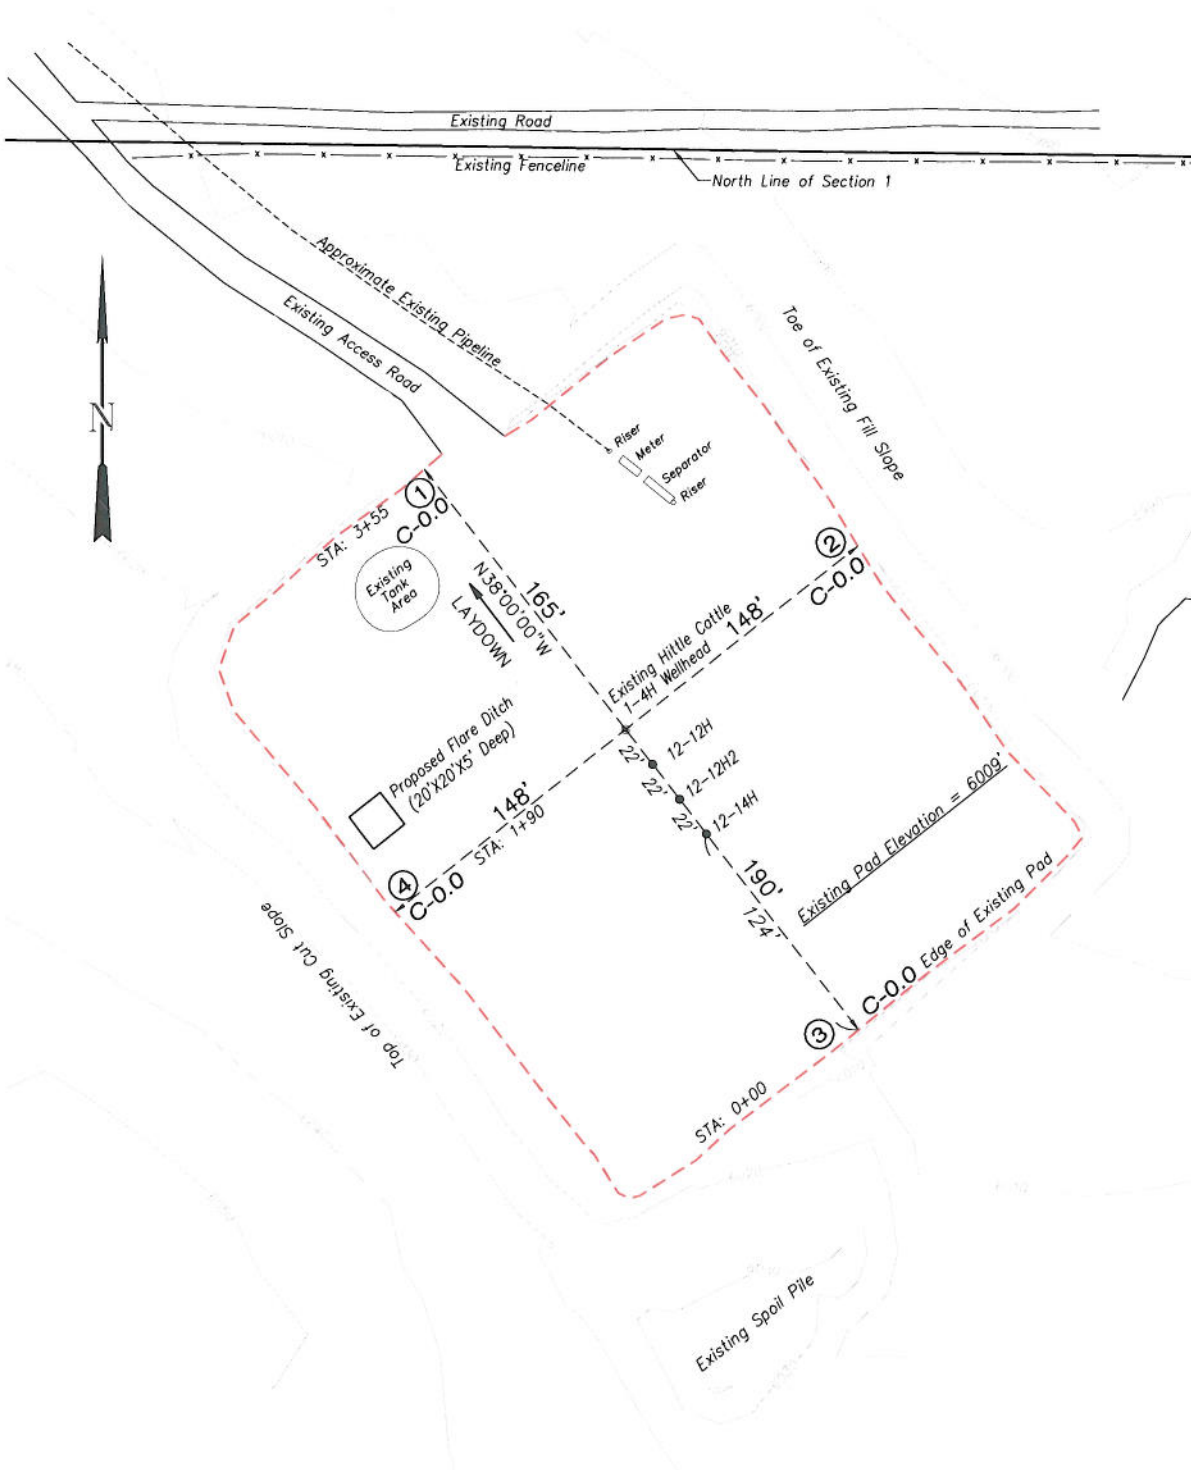 Existing Road
Existing Fenceline
North Line of Section 1
N
Approximate Existing Pipeline
Existing Access Road
Toe of Existing Fill Slope
Riser
Meter
Separator
Riser
1
C-0.0
STA: 3+55
Existing
Tank
Area
165'
N38°00'00"W
LAYDOWN
2
C-0.0
148'
Existing Hittle Cattle
1-4H Wellhead
22'
12-12H
22'
12-12H2
22'
12-14H
Proposed Flare Ditch
(20'X20'X5' Deep)
148'
STA: 1+90
4
C-0.0
190'
124'
Existing Pad Elevation = 6009'
Edge of Existing Pad
C-0.0
3
STA: 0+00
Top of Existing Cut Slope
Existing Spoil Pile